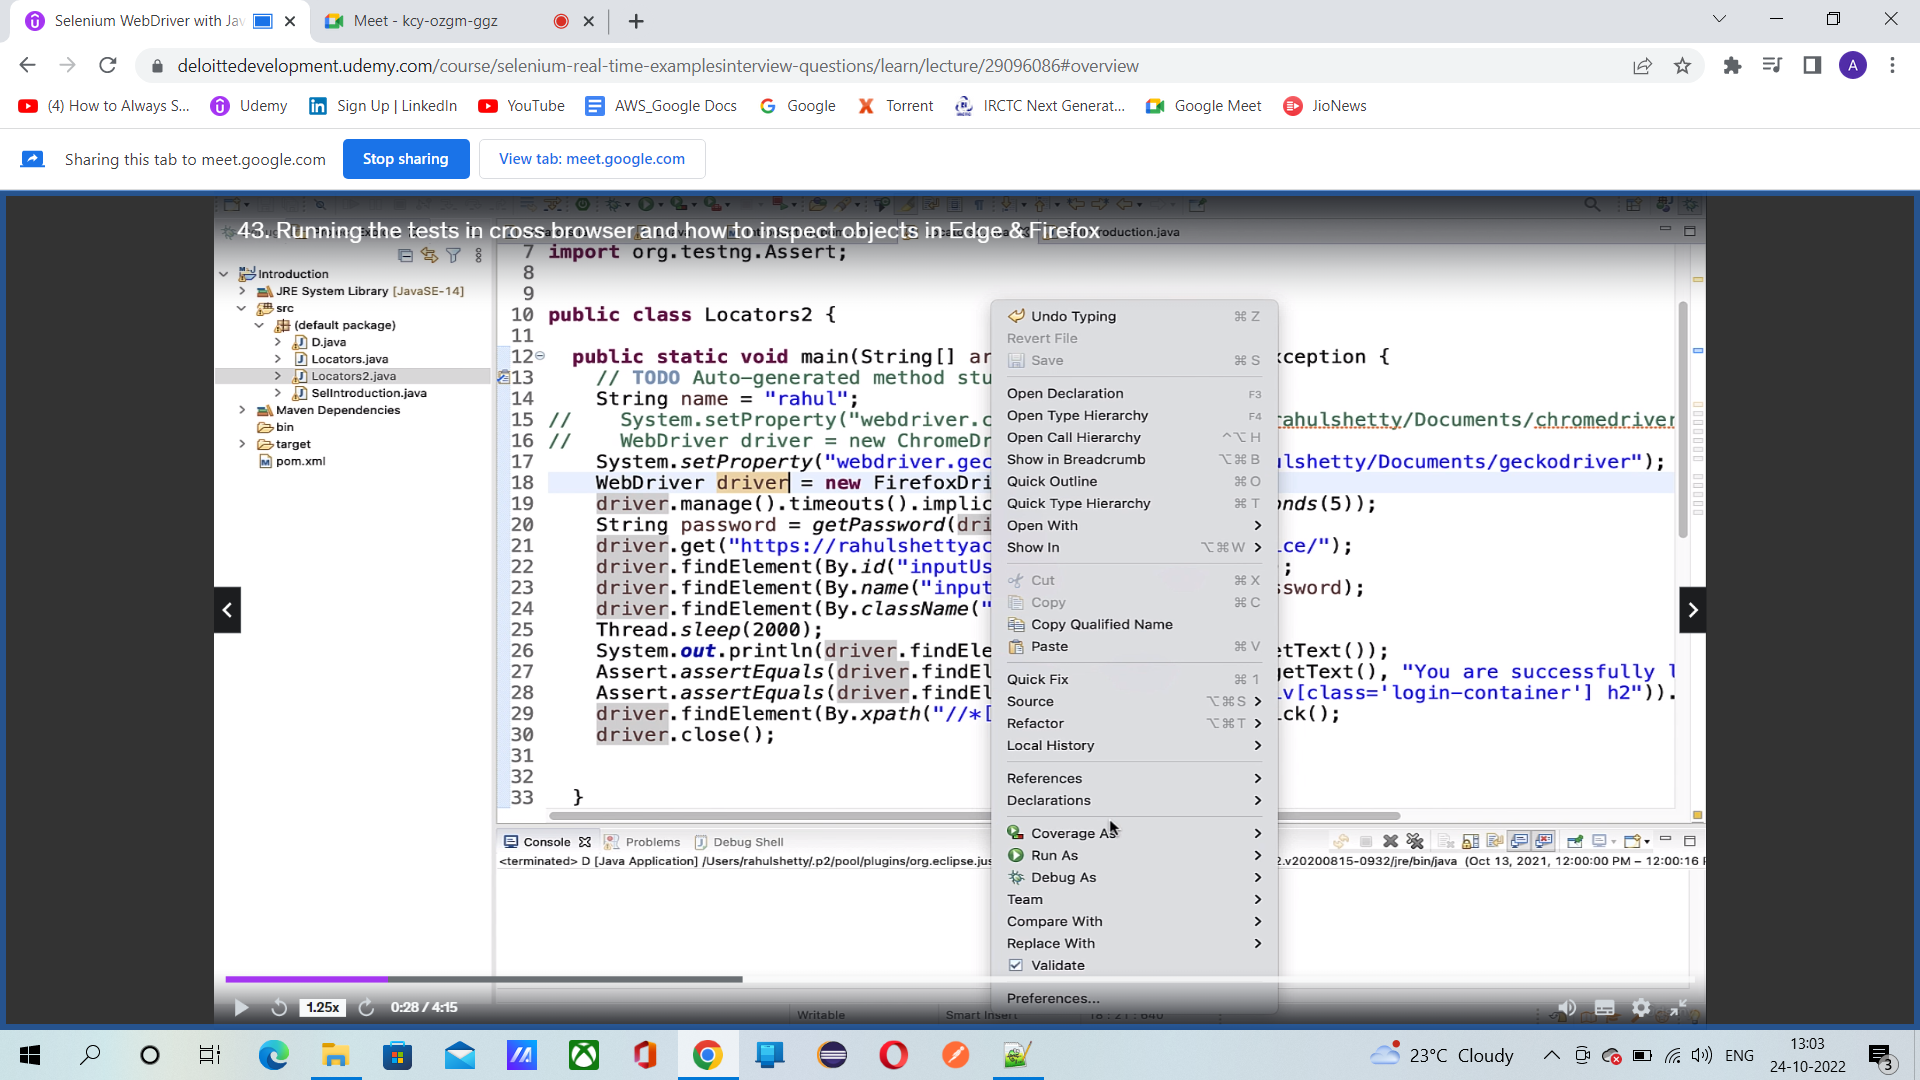 Selenium WebDriver with Jav
Meet - kcy-ozgm-ggz
deloittedevelopment.udemy.com/course/selenium-real-time-examplesinterview-questions/learn/lecture/29096086#overview
A
(4) How to Always S...
Udemy
Sign Up | LinkedIn
YouTube
AWS_Google Docs
Google
Torrent
IRCTC Next Generat...
Google Meet
JioNews
Sharing this tab to meet.google.com
Stop sharing
View tab: meet.google.com
43. Running the tests in cross browser and how to inspect objects in Edge & Firefox
Introduction
JRE System Library [JavaSE-14]
src
(default package)
D.java
Locators.java
Locators2.java
SelIntroduction.java
Maven Dependencies
bin
target
pom.xml
7 import org.testng.Assert;
8
9
10 public class Locators2 {
11
12 public static void main(String[] ar xception {
13 // TODO Auto-generated method stu
14 String name = "rahul";
15 // System.setProperty("webdriver.c ahulshetty/Documents/chromedriver
16 // WebDriver driver = new ChromeDr
17 System.setProperty("webdriver.gec ulshetty/Documents/geckodriver");
18 WebDriver driver = new FirefoxDri
19 driver.manage().timeouts().implic nds(5));
20 String password = getPassword(dri
21 driver.get("https://rahulshettyac ce/");
22 driver.findElement(By.id("inputUs ;
23 driver.findElement(By.name("input ssword);
24 driver.findElement(By.className("
25 Thread.sleep(2000);
26 System.out.println(driver.findEle etText());
27 Assert.assertEquals(driver.findEl getText(), "You are successfully l
28 Assert.assertEquals(driver.findEl v[class='login-container'] h2")).
29 driver.findElement(By.xpath("//*[ ck();
30 driver.close();
31
32
33 }
Undo Typing ⌘ Z
Revert File
Save ⌘ S
Open Declaration F3
Open Type Hierarchy F4
Open Call Hierarchy ^⌥ H
Show in Breadcrumb ⌥⌘ B
Quick Outline ⌘ O
Quick Type Hierarchy ⌘ T
Open With
Show In ⌥⌘ W
Cut ⌘ X
Copy ⌘ C
Copy Qualified Name
Paste ⌘ V
Quick Fix ⌘ 1
Source ⌥⌘ S
Refactor ⌥⌘ T
Local History
References
Declarations
Coverage As
Run As
Debug As
Team
Compare With
Replace With
Validate
Preferences...
Console
Problems
Debug Shell
<terminated> D [Java Application] /Users/rahulshetty/.p2/pool/plugins/org.eclipse.jus 2.v20200815-0932/jre/bin/java (Oct 13, 2021, 12:00:00 PM – 12:00:16 P
1.25x
0:28 / 4:15
Writable
Smart Insert
18 : 21 : 640
23°C Cloudy
ENG
13:03
24-10-2022
3